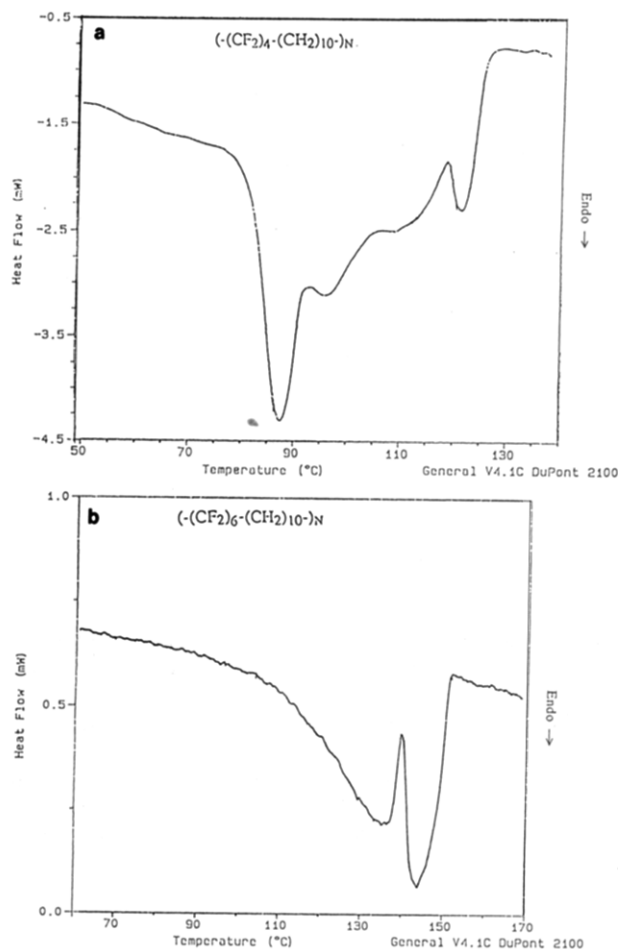 a
(-(CF2)4-(CH2)10-)N
-0.5
-1.5
-2.5
-3.5
-4.5
Heat Flow (mW)
Endo →
50
70
90
110
130
Temperature (°C)
General V4.1C DuPont 2100
b
(-(CF2)6-(CH2)10-)N
1.0
0.5
0.0
Heat Flow (mW)
Endo →
70
90
110
130
150
170
Temperature (°C)
General V4.1C DuPont 2100